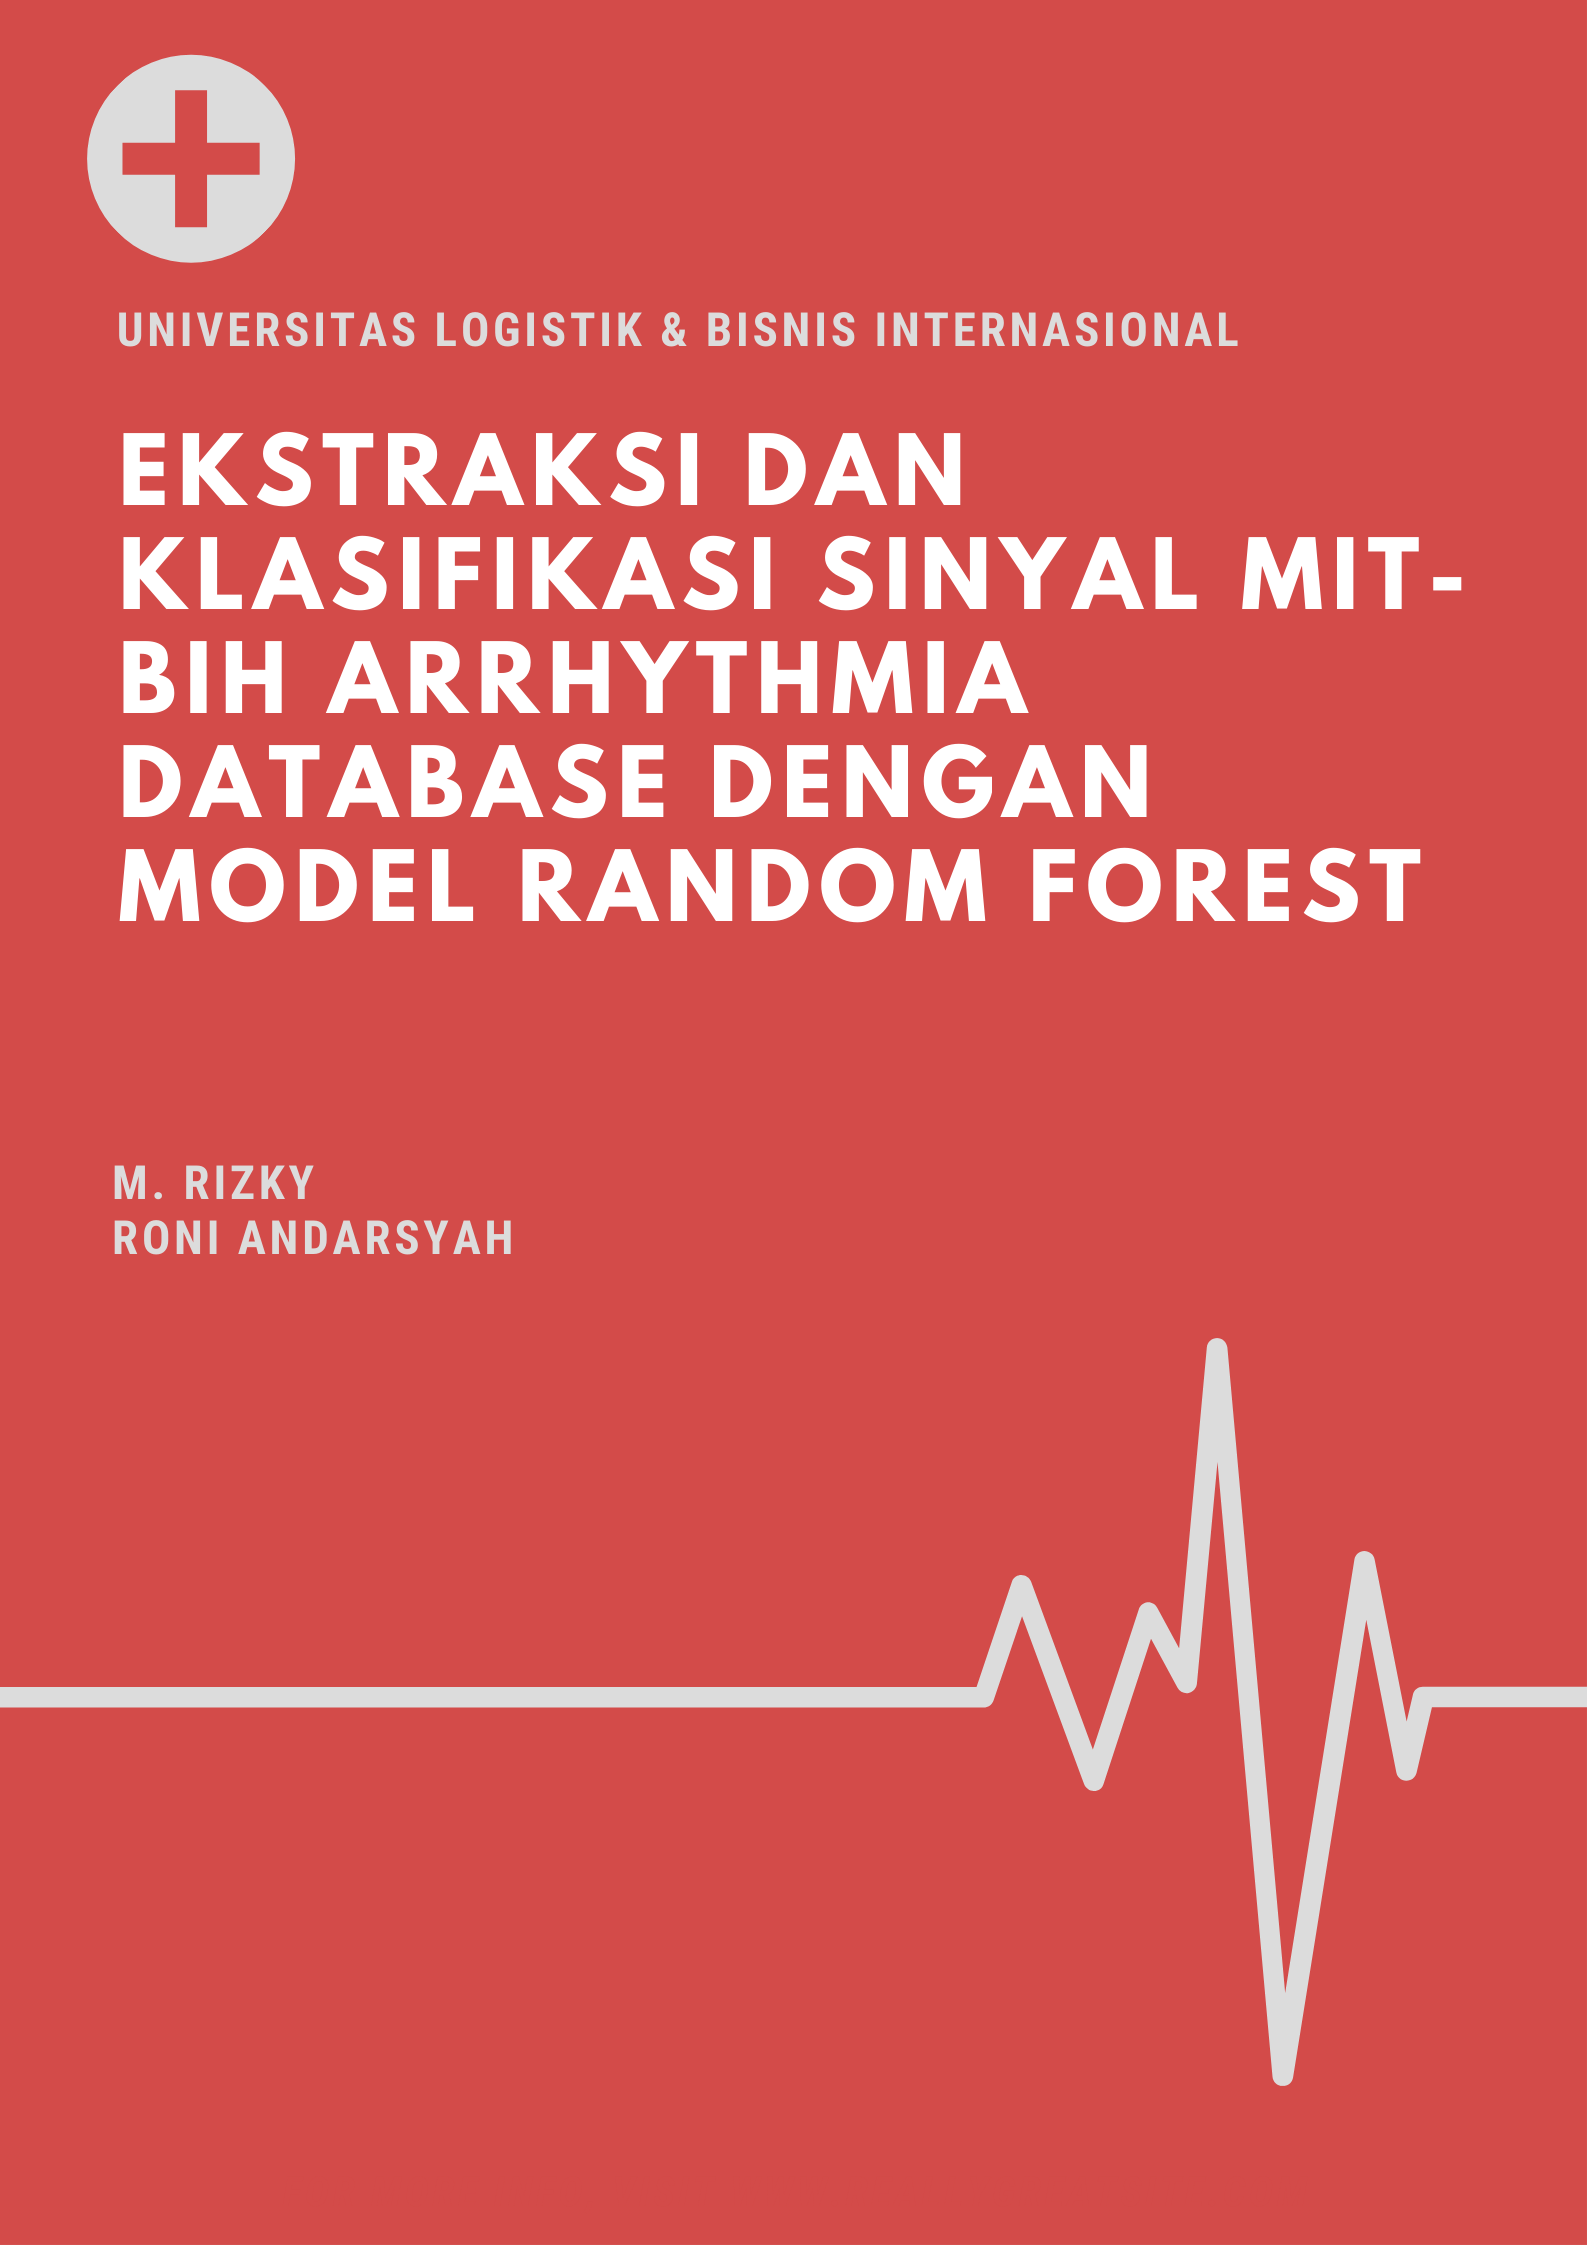 UNIVERSITAS LOGISTIK & BISNIS INTERNASIONAL
EKSTRAKSI DAN
KLASIFIKASI SINYAL MIT-
BIH ARRHYTHMIA
DATABASE DENGAN
MODEL RANDOM FOREST
M. RIZKY
RONI ANDARSYAH